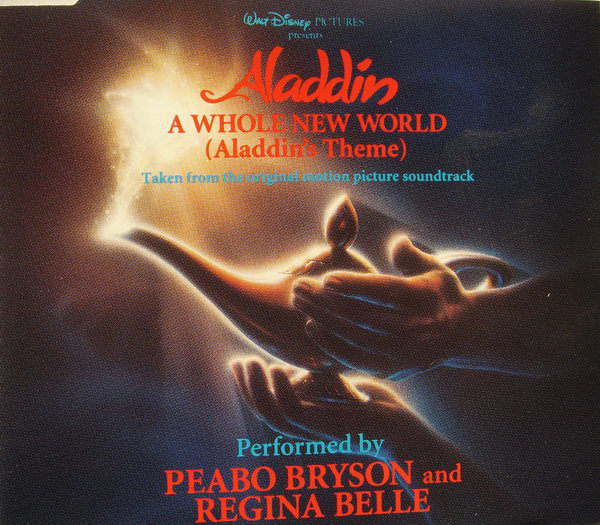 WALT DISNEY PICTURES
presents
Aladdin
A WHOLE NEW WORLD
(Aladdin's Theme)
Taken from the original motion picture soundtrack
Performed by
PEABO BRYSON and
REGINA BELLE